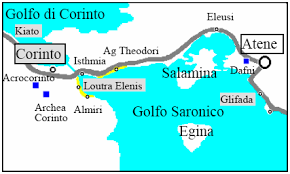 Golfo di Corinto
Kiato
Eleusi
Corinto
Ag Theodori
Atene
Isthmia
Acrocorinto
Salamina
Dafni
Loutra Elenis
Archea
Corinto
Almiri
Glifada
Golfo Saronico
Egina